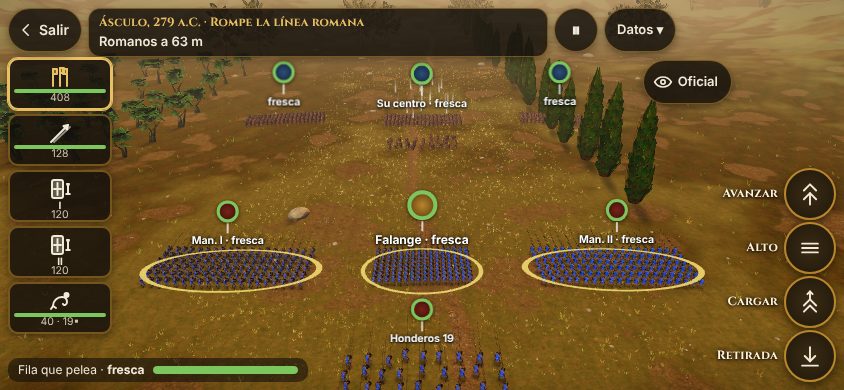 Salir
ÁSCULO, 279 A.C. · ROMPE LA LÍNEA ROMANA
Romanos a 63 m
Datos ▾
Oficial
408
128
I
120
II
120
40 · 19▪
fresca
Su centro · fresca
fresca
Man. I · fresca
Falange · fresca
Man. II · fresca
Honderos 19
AVANZAR
ALTO
CARGAR
RETIRADA
Fila que pelea · fresca